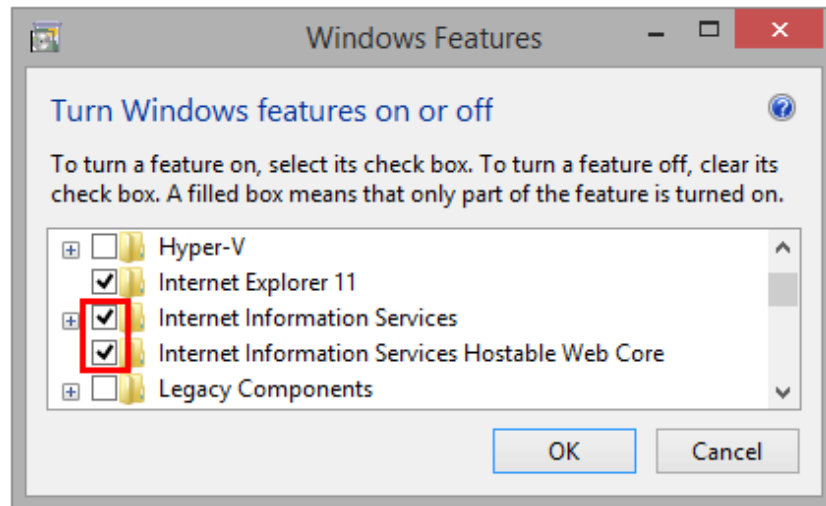 Windows Features
Turn Windows features on or off
To turn a feature on, select its check box. To turn a feature off, clear its
check box. A filled box means that only part of the feature is turned on.
Hyper-V
Internet Explorer 11
Internet Information Services
Internet Information Services Hostable Web Core
Legacy Components
OK Cancel